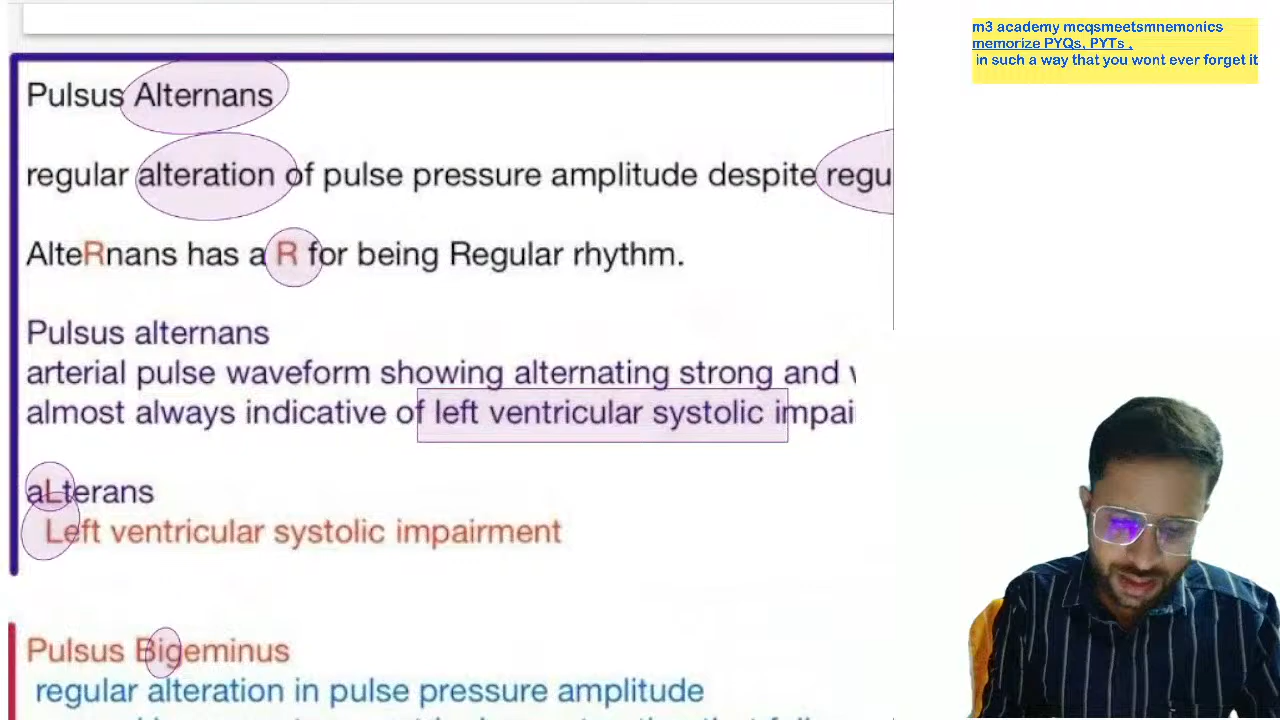 m3 academy mcqsmeetsmnemonics
memorize PYQs, PYTs ,
in such a way that you wont ever forget it
Pulsus Alternans
regular alteration of pulse pressure amplitude despite
AlteRnans has a R for being Regular rhythm.
Pulsus alternans
arterial pulse waveform showing alternating strong and
almost always indicative of left ventricular systolic
aLterans
Left ventricular systolic impairment
Pulsus Bigeminus
regular alteration in pulse pressure amplitude